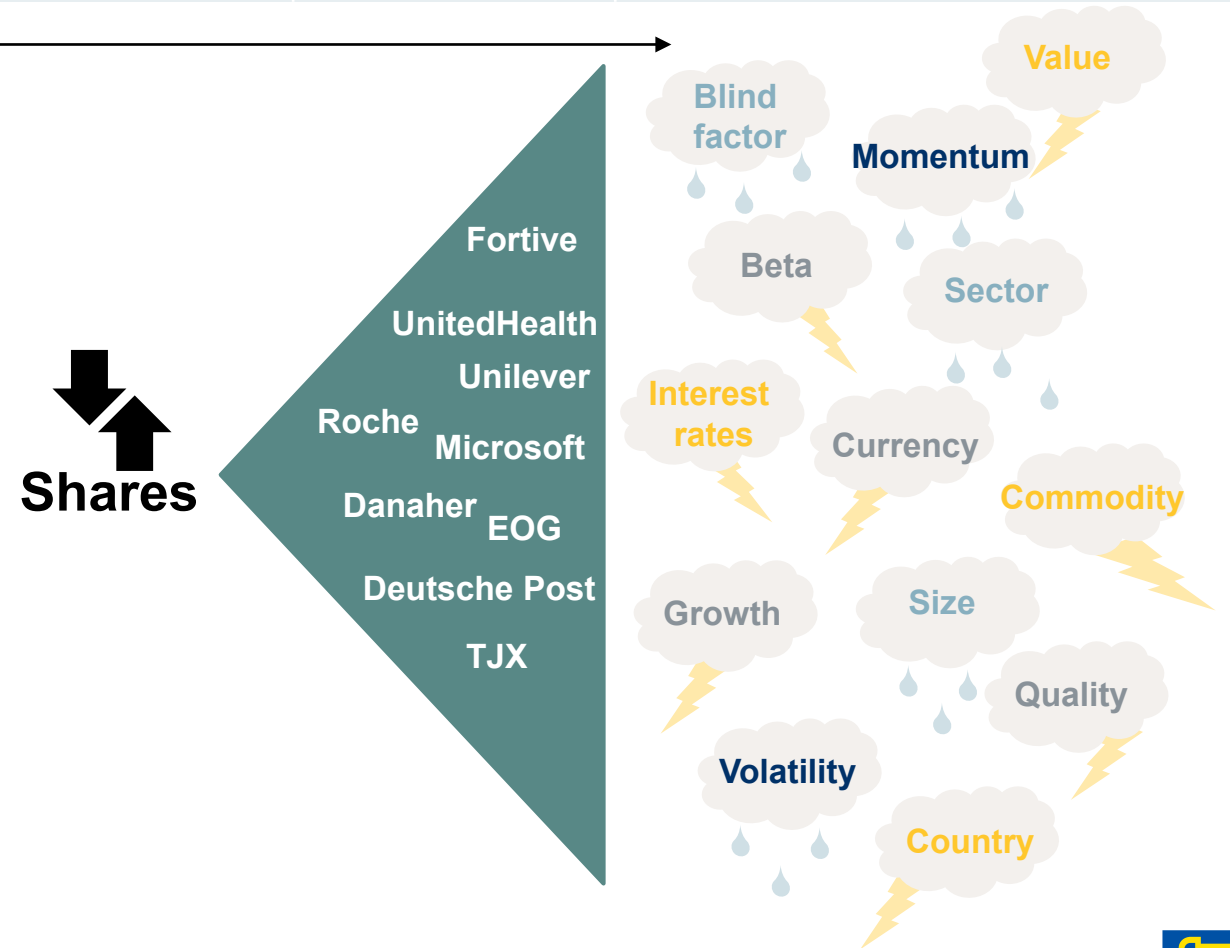 Shares
Fortive
UnitedHealth
Unilever
Roche
Microsoft
Danaher
EOG
Deutsche Post
TJX
Value
Blind
factor
Momentum
Beta
Sector
Interest
rates
Currency
Commodity
Growth
Size
Quality
Volatility
Country